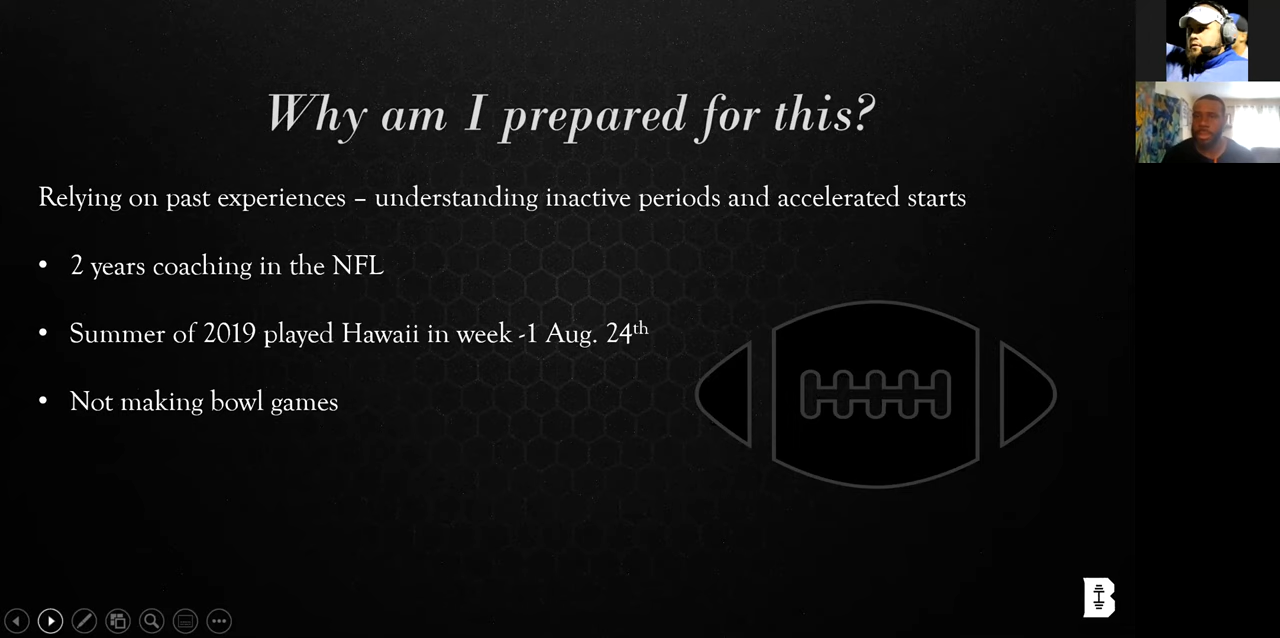 Why am I prepared for this?
Relying on past experiences – understanding inactive periods and accelerated starts
• 2 years coaching in the NFL
• Summer of 2019 played Hawaii in week -1 Aug. 24th
• Not making bowl games
B